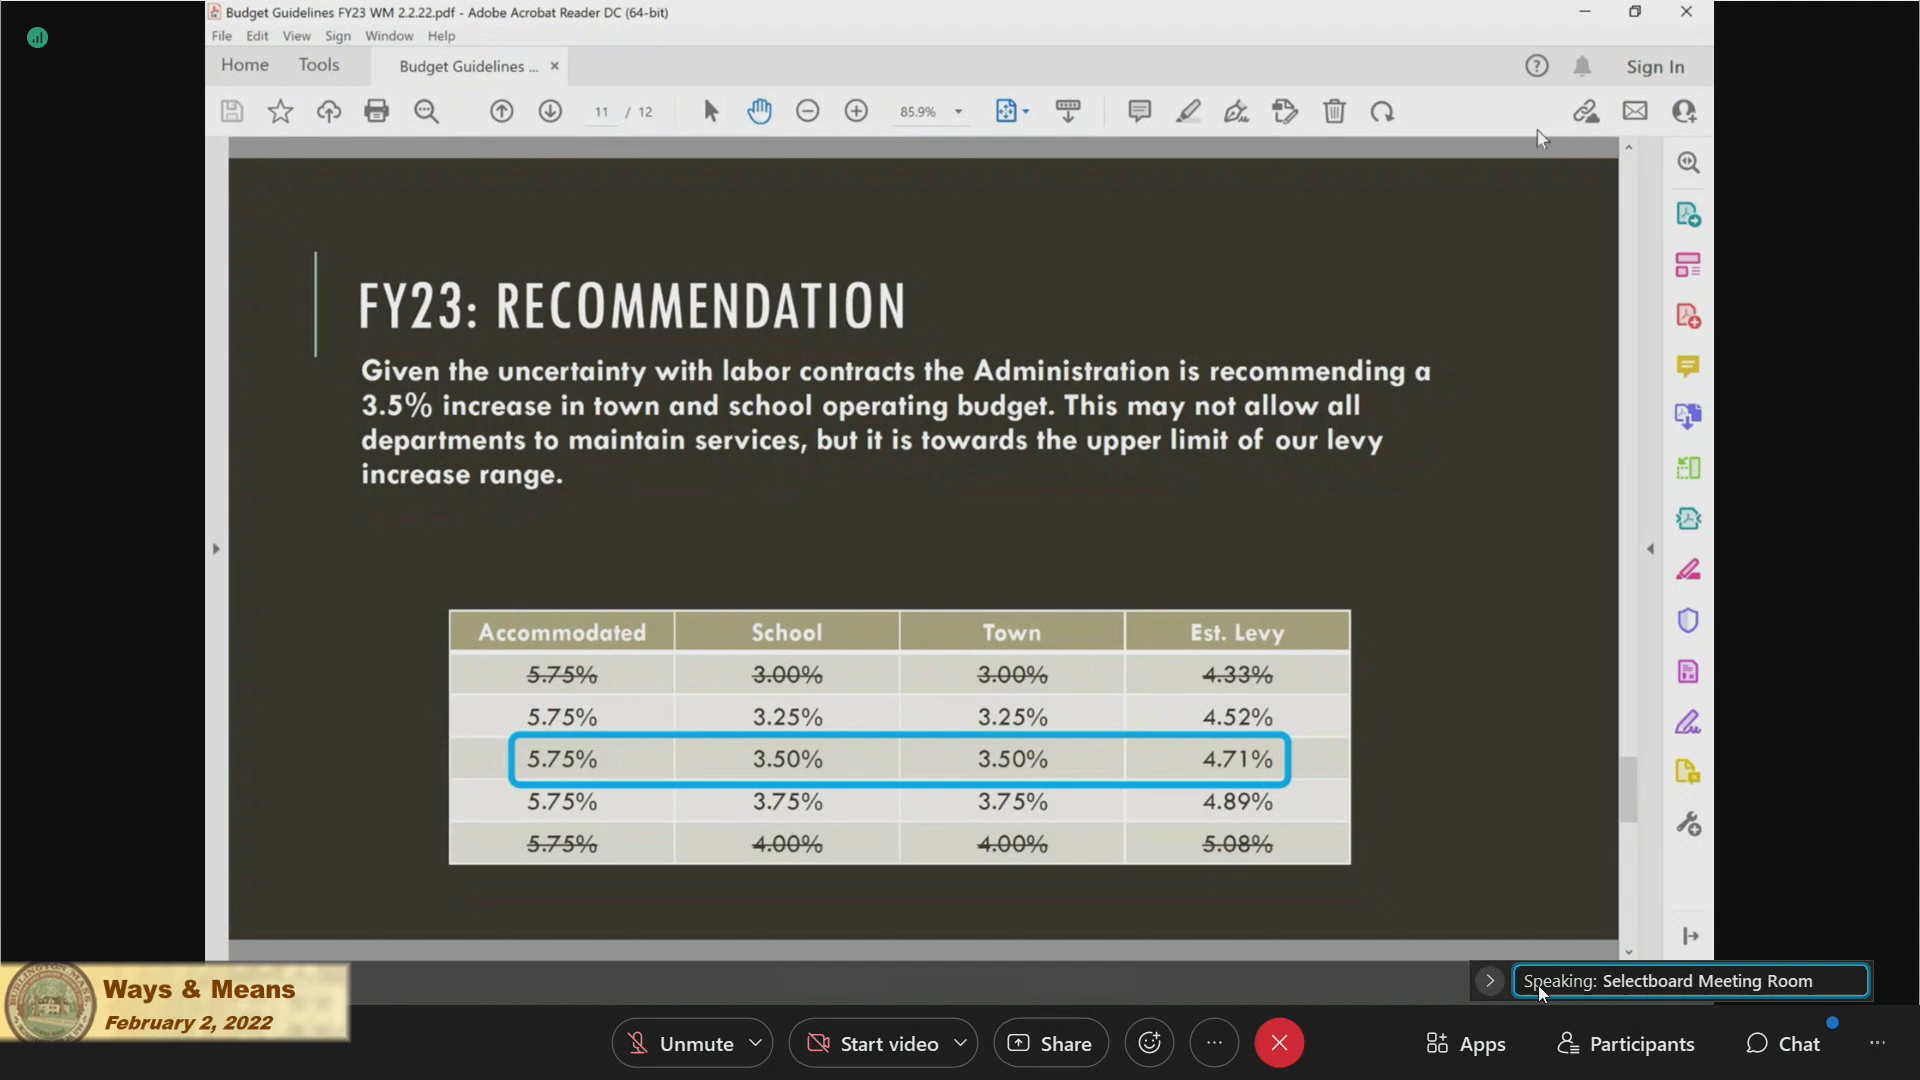 Budget Guidelines FY23 WM 2.2.22.pdf - Adobe Acrobat Reader DC (64-bit)
File Edit View Sign Window Help
Home Tools Budget Guidelines ... × Sign In
11 / 12 85.9%
FY23: RECOMMENDATION
Given the uncertainty with labor contracts the Administration is recommending a
3.5% increase in town and school operating budget. This may not allow all
departments to maintain services, but it is towards the upper limit of our levy
increase range.
Accommodated School Town Est. Levy
5.75% 3.00% 3.00% 4.33%
5.75% 3.25% 3.25% 4.52%
5.75% 3.50% 3.50% 4.71%
5.75% 3.75% 3.75% 4.89%
5.75% 4.00% 4.00% 5.08%
Ways & Means
February 2, 2022
Speaking: Selectboard Meeting Room
Unmute Start video Share Apps Participants Chat